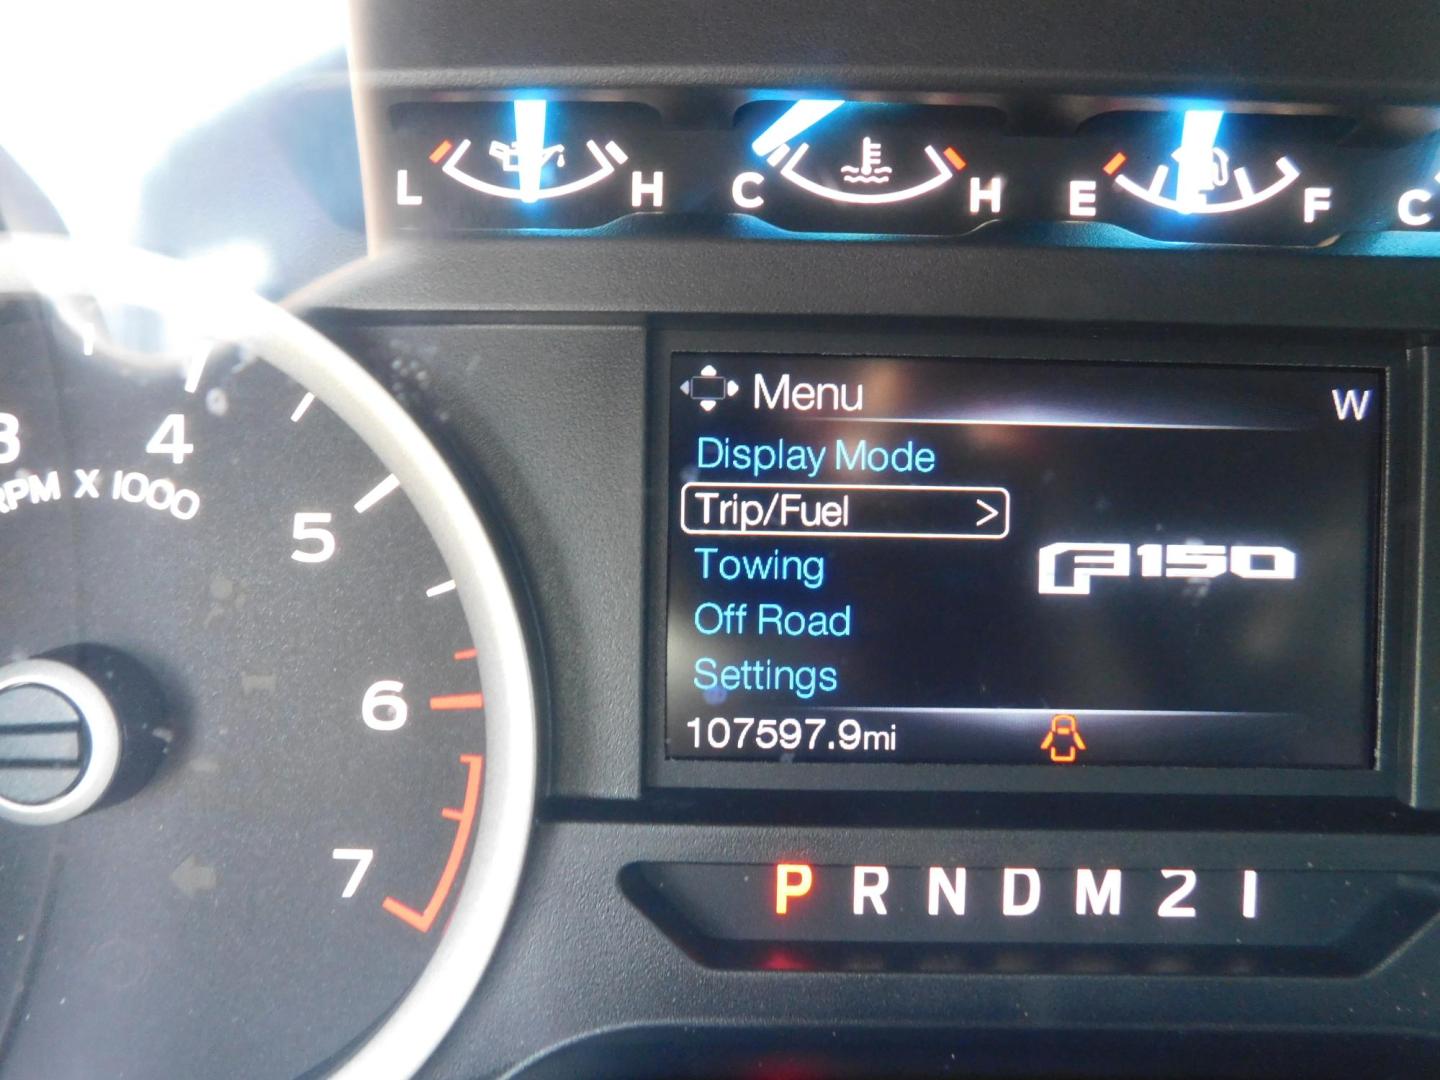 L H C H E F C
Menu W
Display Mode
Trip/Fuel >
Towing
Off Road
Settings
F150
107597.9mi
3 4 5 6 7
RPM X 1000
P R N D M 2 1